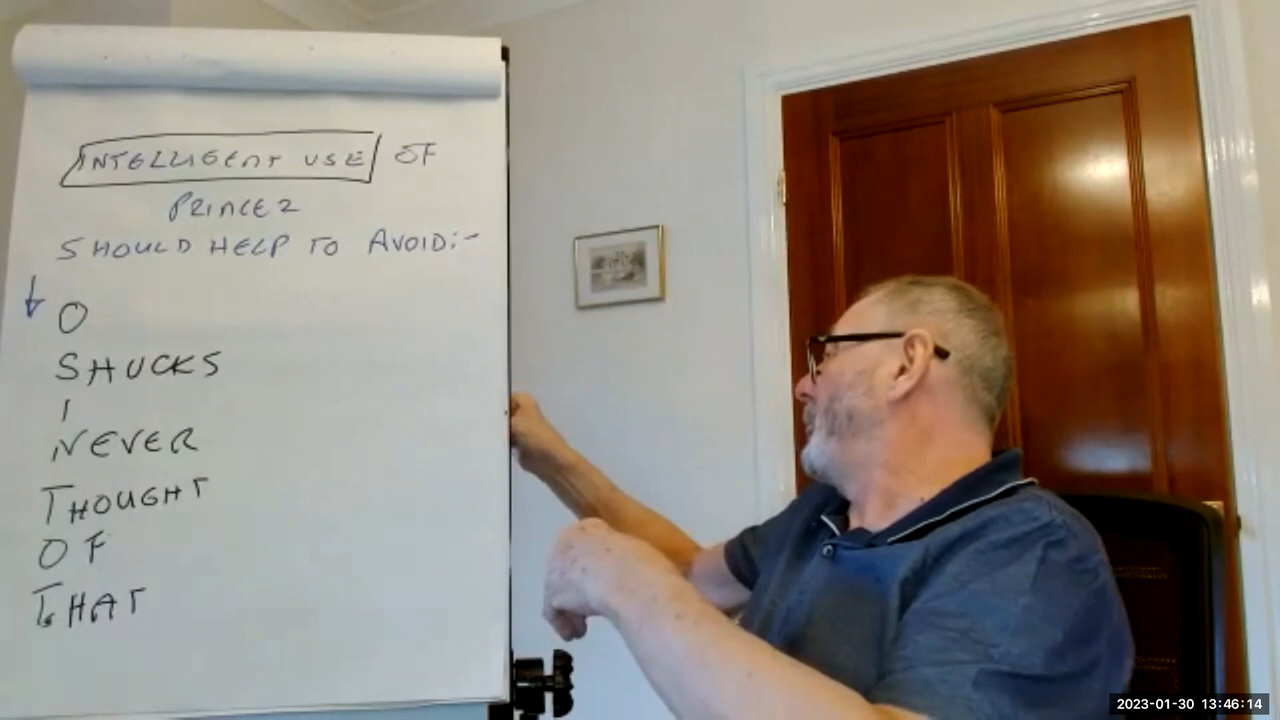 INTELLIGENT USE OF
PRINCE2
SHOULD HELP TO AVOID:-
O
SHUCKS
I
NEVER
THOUGHT
OF
THAT
2023-01-30 13:46:14